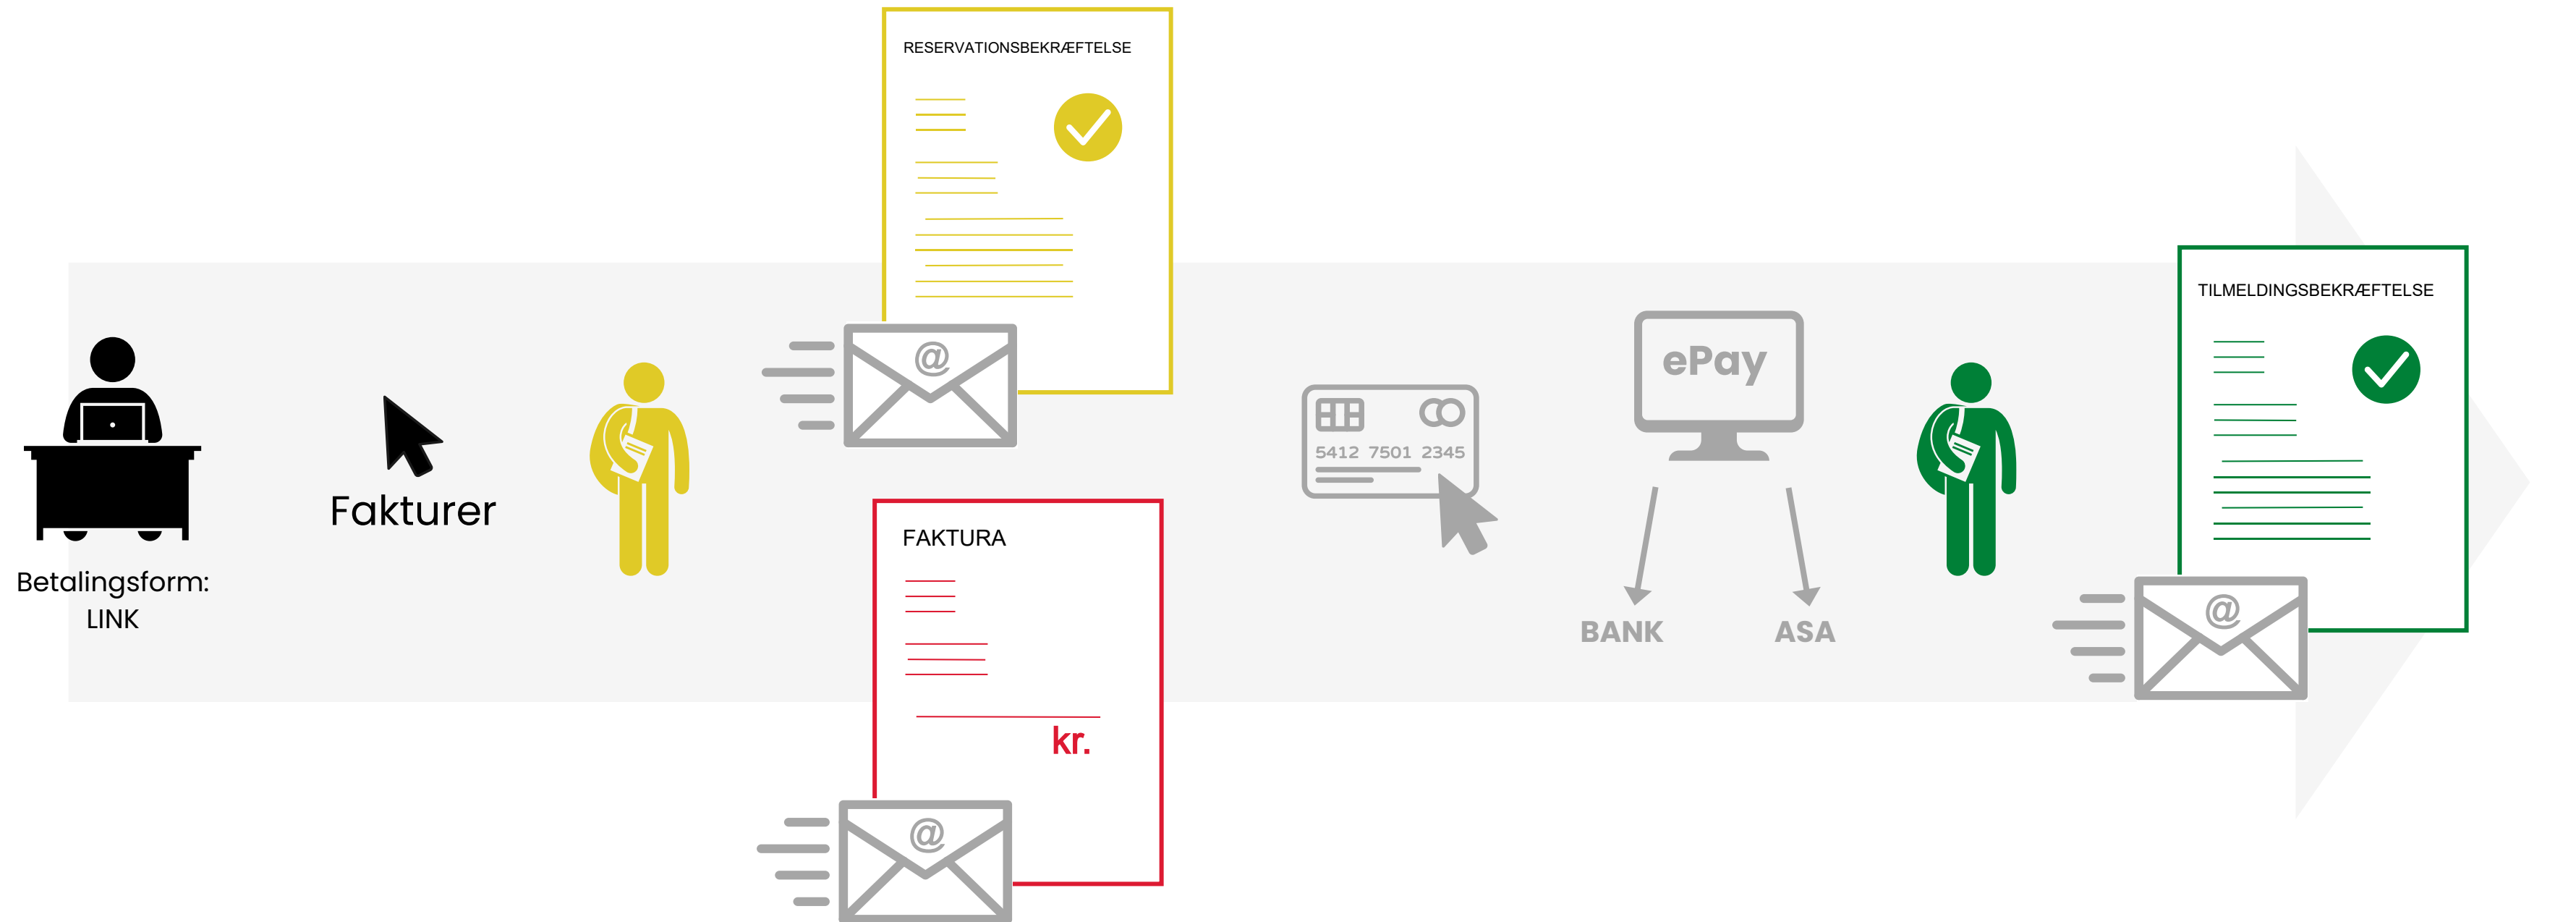 Betalingsform:
LINK
Fakturer
RESERVATIONSBEKRÆFTELSE
@
FAKTURA
kr.
@
5412 7501 2345
ePay
BANK
ASA
TILMELDINGSBEKRÆFTELSE
@